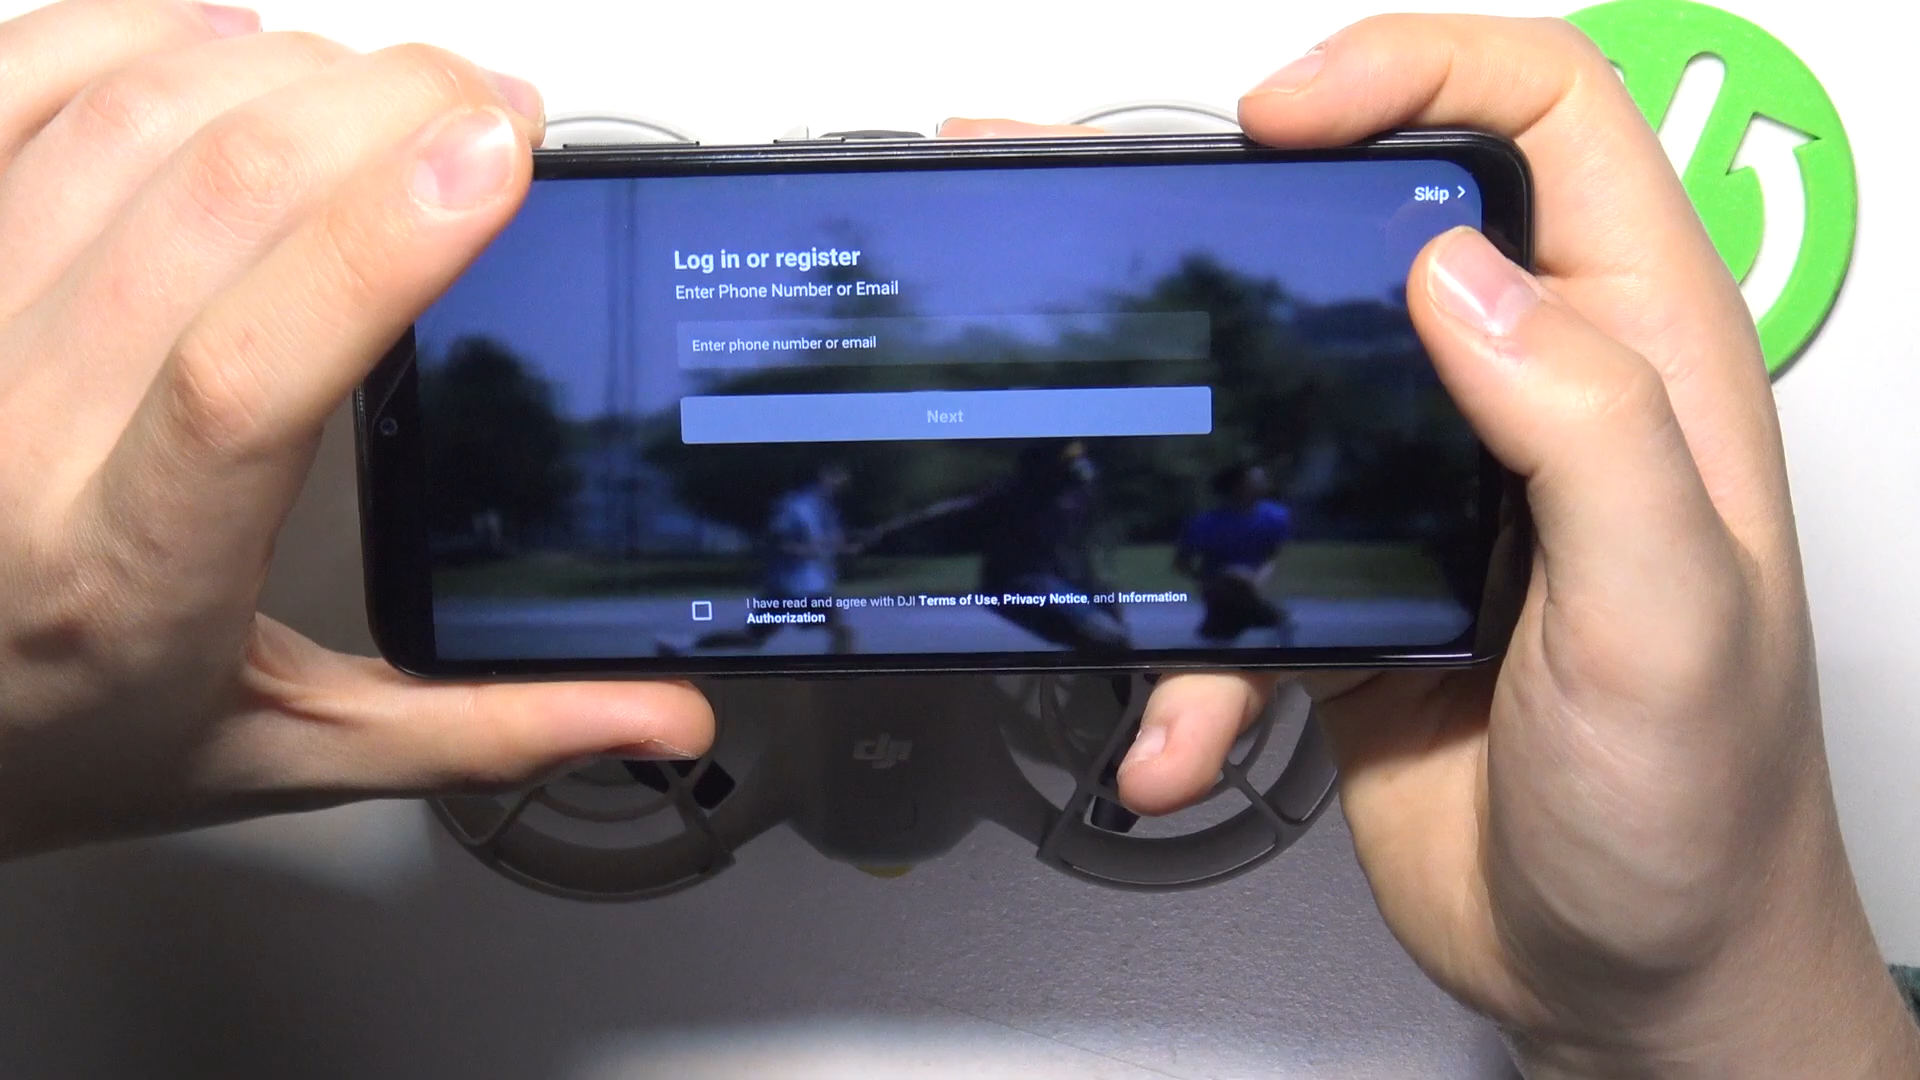 Skip >
Log in or register
Enter Phone Number or Email
Enter phone number or email
Next
I have read and agree with DJI Terms of Use, Privacy Notice, and Information
Authorization
dji